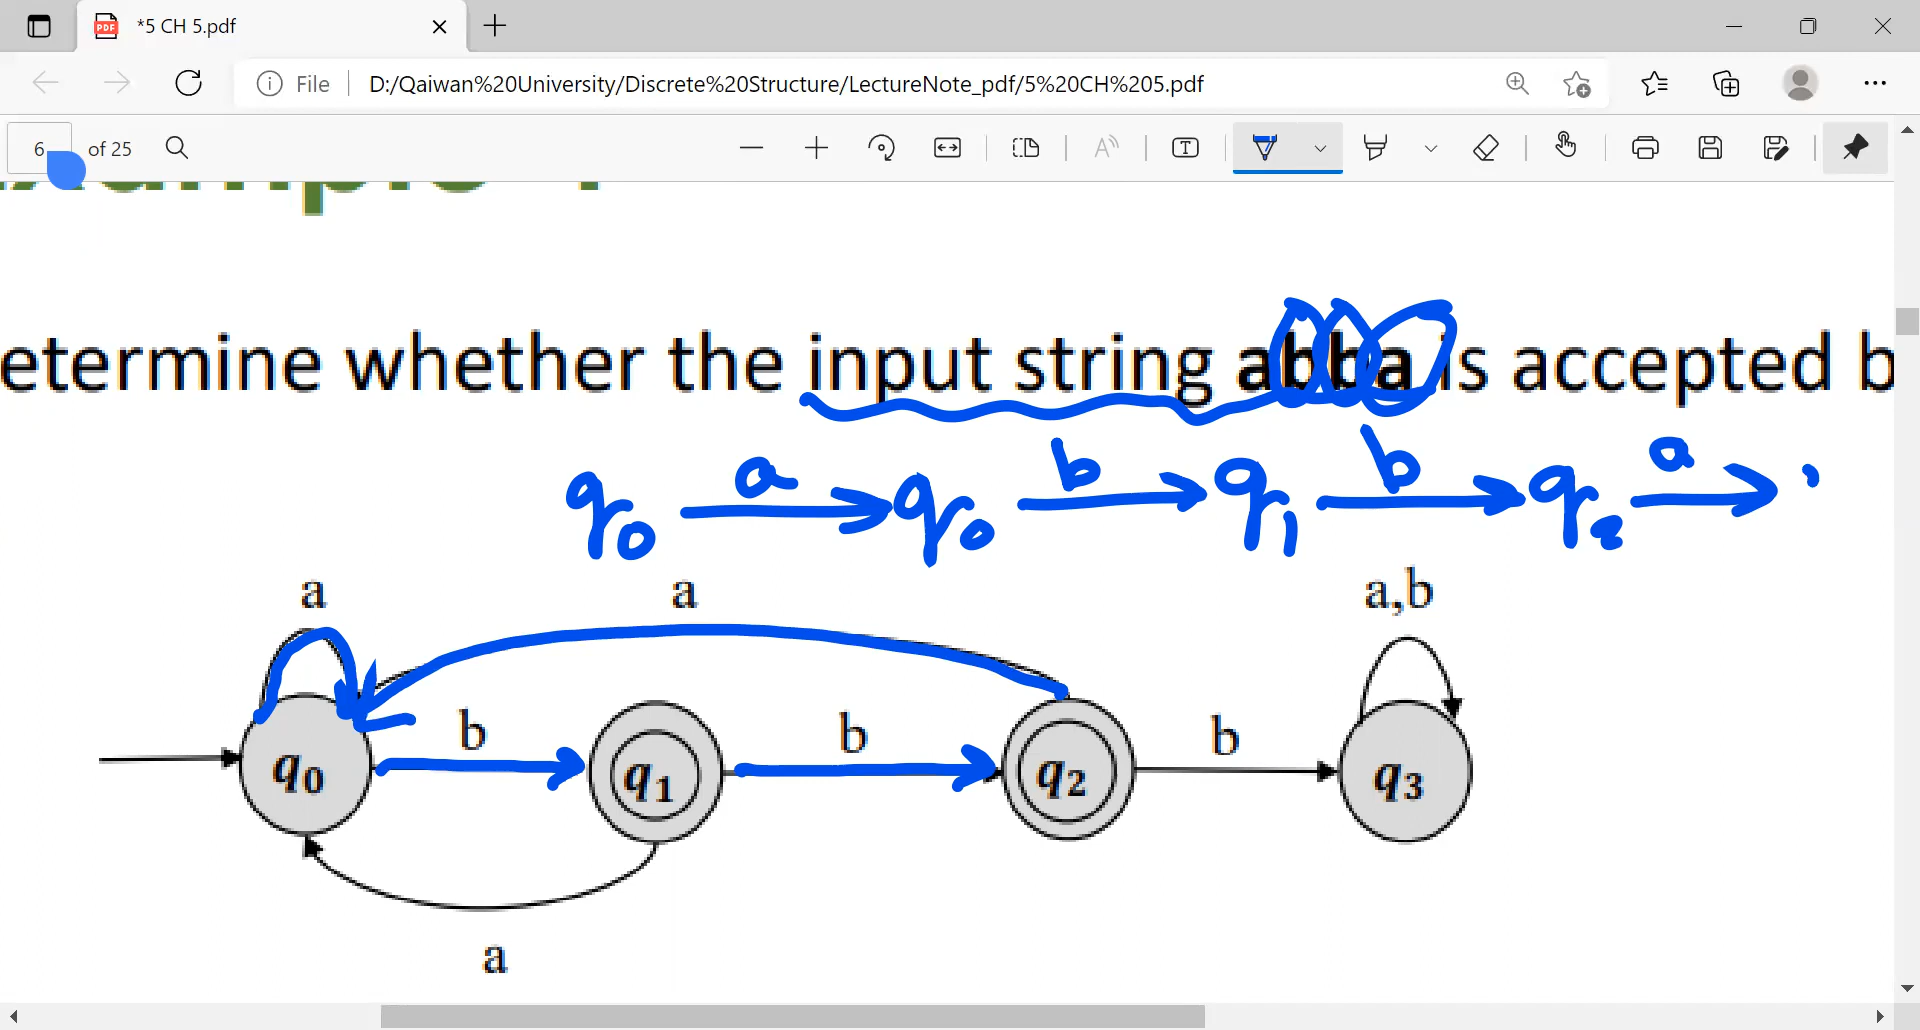 *5 CH 5.pdf
File D:/Qaiwan%20University/Discrete%20Structure/LectureNote_pdf/5%20CH%205.pdf
6 of 25
etermine whether the input string abba is accepted b
q0 a q0 b q1 b q2 a
a a a,b
b b b
q0 q1 q2 q3
a